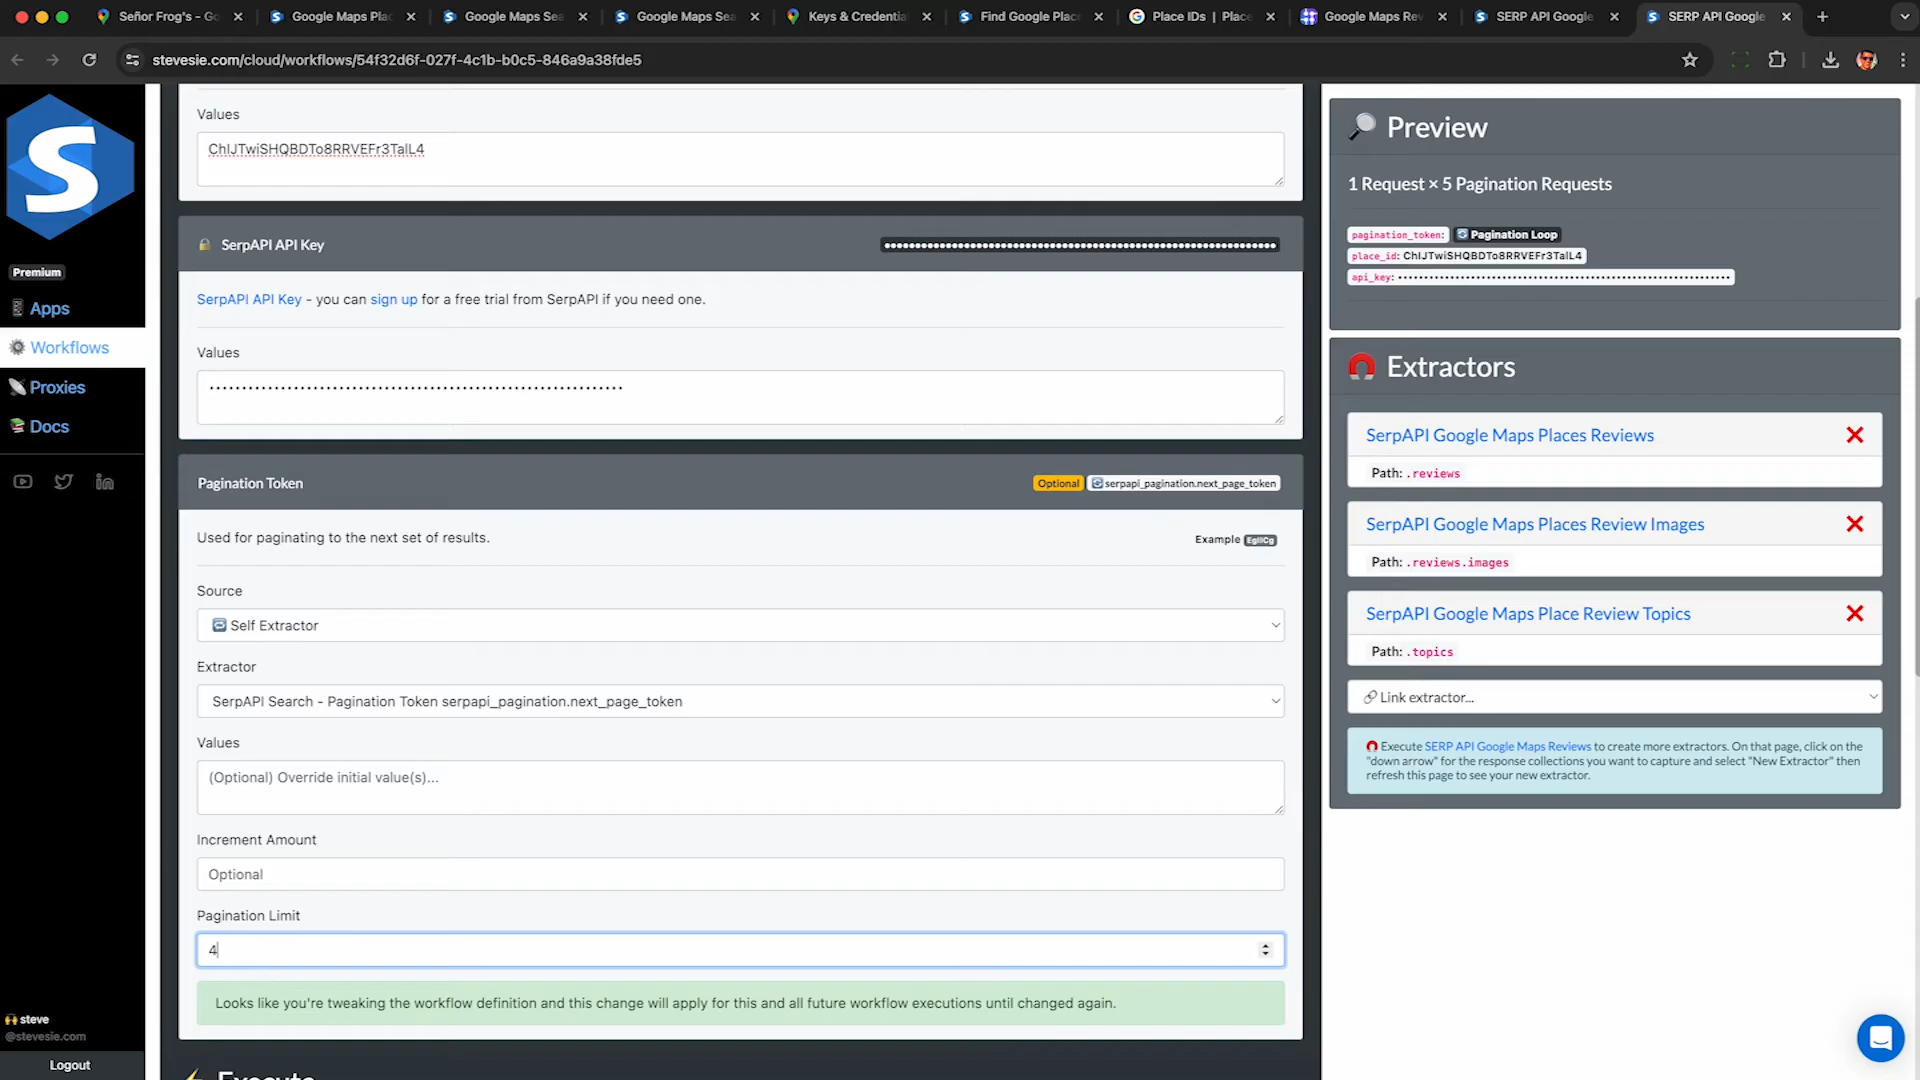 Señor Frog's - Go
Google Maps Plac
Google Maps Sea
Google Maps Sea
Keys & Credentia
Find Google Place
Place IDs | Place
Google Maps Rev
SERP API Google
SERP API Google
stevesie.com/cloud/workflows/54f32d6f-027f-4c1b-b0c5-846a9a38fde5
Premium
Apps
Workflows
Proxies
Docs
steve
@stevesie.com
Logout
Values
ChIJTwiSHQBDTo8RRVEFr3TalL4
SerpAPI API Key
SerpAPI API Key - you can sign up for a free trial from SerpAPI if you need one.
Values
Pagination Token
Optional
serpapi_pagination.next_page_token
Used for paginating to the next set of results.
Example EgIICg
Source
Self Extractor
Extractor
SerpAPI Search - Pagination Token serpapi_pagination.next_page_token
Values
(Optional) Override initial value(s)...
Increment Amount
Optional
Pagination Limit
4
Looks like you're tweaking the workflow definition and this change will apply for this and all future workflow executions until changed again.
Execute
Preview
1 Request × 5 Pagination Requests
pagination_token: Pagination Loop
place_id: ChIJTwiSHQBDTo8RRVEFr3TalL4
api_key:
Extractors
SerpAPI Google Maps Places Reviews
Path: .reviews
SerpAPI Google Maps Places Review Images
Path: .reviews.images
SerpAPI Google Maps Place Review Topics
Path: .topics
Link extractor...
Execute SERP API Google Maps Reviews to create more extractors. On that page, click on the
"down arrow" for the response collections you want to capture and select "New Extractor" then
refresh this page to see your new extractor.